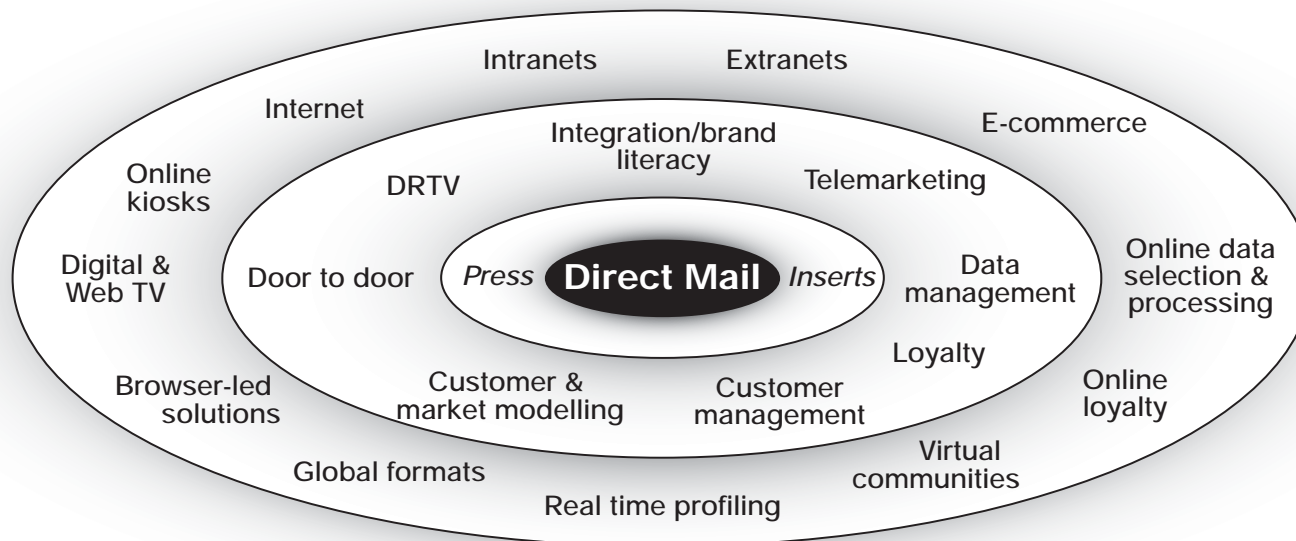 Intranets
Extranets
Internet
E-commerce
Integration/brand
literacy
Online
kiosks
DRTV
Telemarketing
Digital &
Web TV
Door to door
Press
Direct Mail
Inserts
Data
management
Online data
selection &
processing
Loyalty
Browser-led
solutions
Customer &
market modelling
Customer
management
Online
loyalty
Global formats
Virtual
communities
Real time profiling